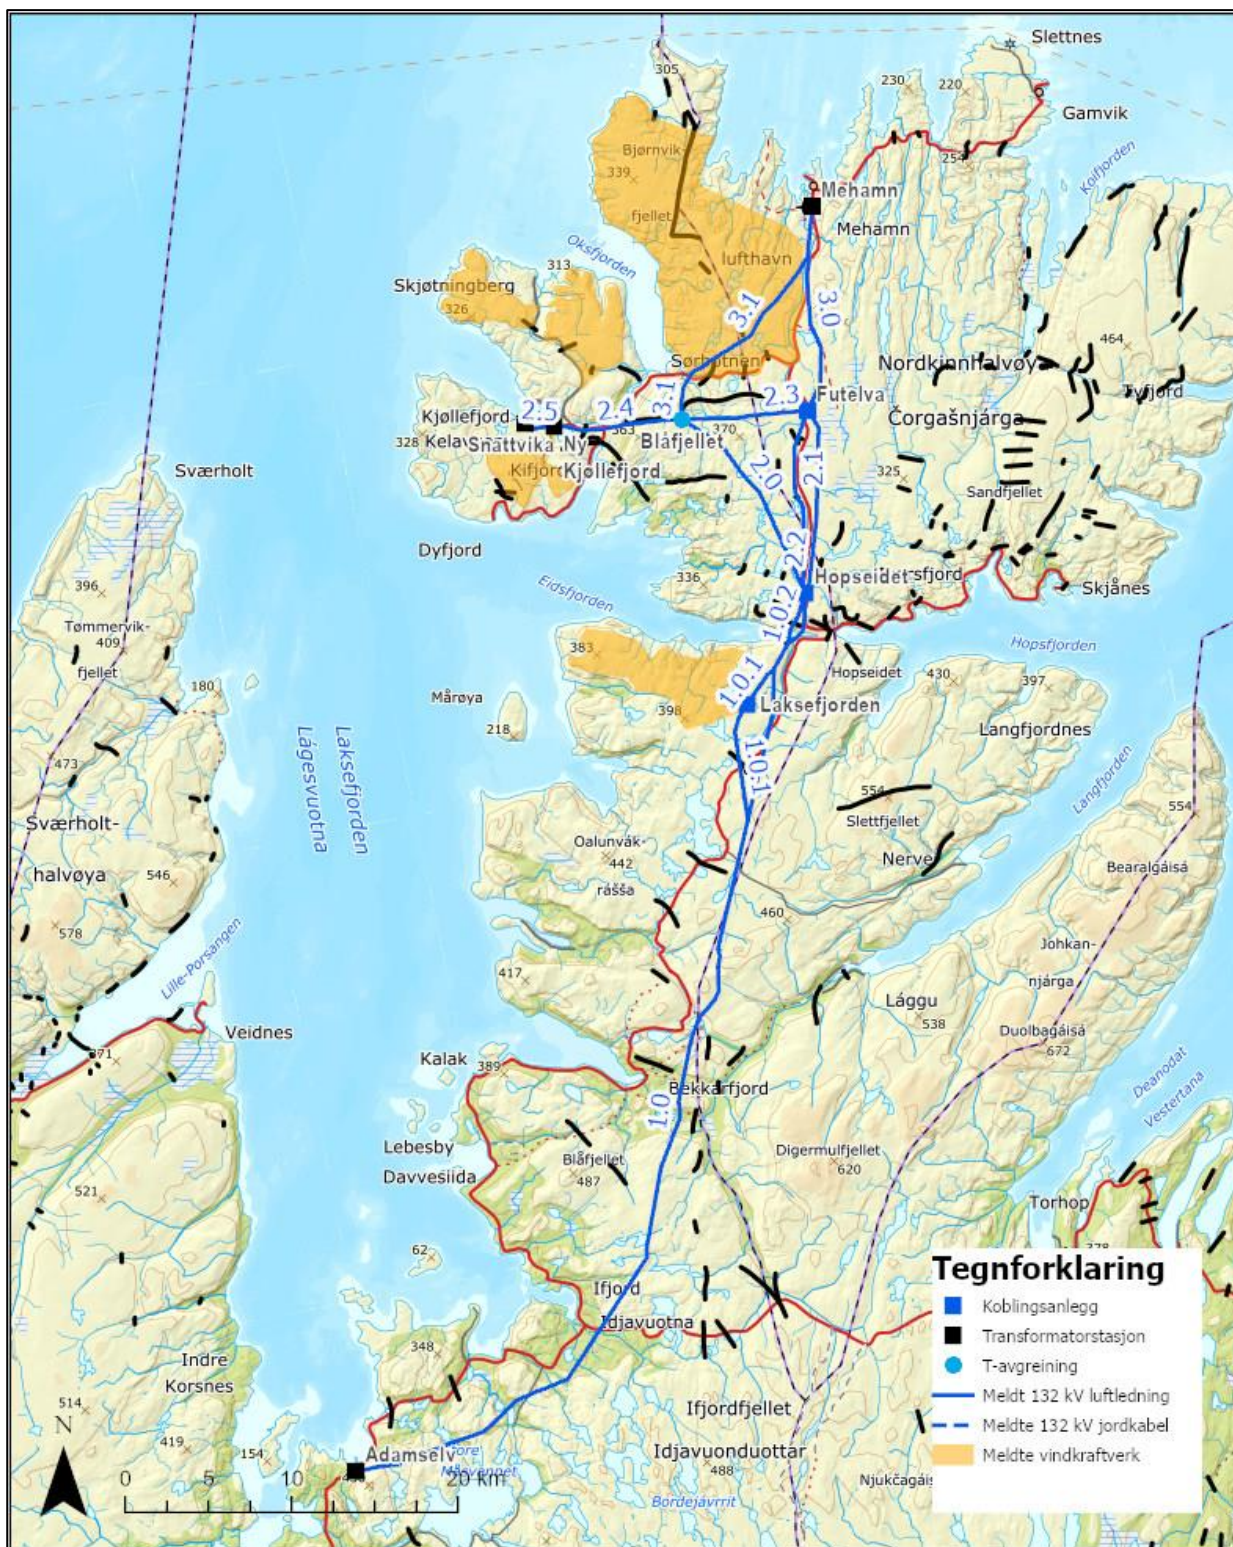 Slettnes
305
230
220
Gamvik
Bjørnvik-
339
254
Koifjorden
fjellet
Mehamn
Mehamn
lufthavn
Oksfjorden
313
Skjøtningberg
326
3.1
3.0
464
Nordkinnhalvøy
Sørbotnen
Tyfjord
Kjøllefjord
2.5
2.4
3.1
2.3
Futelva
Čorgašnjárga
328
363
Blåfjellet
370
Snattvika
Ny
Kjøllefjord
Kifjord
2.0
2.1
325
Sandfjellet
Sværholt
Dyfjord
2.2
Hopseidet
336
Skjånes
396
Eidsfjorden
1.0.2
Tømmervik-
409
fjellet
383
Hopsfjorden
Hopseidet
430
397
180
Mårøya
218
1.0.1
398
Laksefjorden
Langfjordnes
Laksefjorden
Lágesvuotna
473
1.0.1
Langfjorden
554
554
Sværholt-
halvøya
546
Oalunvák-
442
rášša
Slettfjellet
Nerve
Bearalgáisá
578
460
Johkan-
njárga
Lille-Porsangen
417
Lággu
538
Duolbagáisá
672
Veidnes
371
Kalak
389
Bekkarfjord
1.0
Deanodat
Vestertana
Lebesby
Davvesiida
Blåfjellet
487
Digermulfjellet
620
521
Torhop
378
62
Ifjord
Idjavuotna
348
Indre
Korsnes
514
419
154
Ifjordfjellet
Idjavuonduottar
488
Adamselv
Bordejávrrit
N
0
5
10
20 km
Tegnforklaring
Koblingsanlegg
Transformatorstasjon
T-avgreining
Meldt 132 kV luftledning
Meldte 132 kV jordkabel
Meldte vindkraftverk